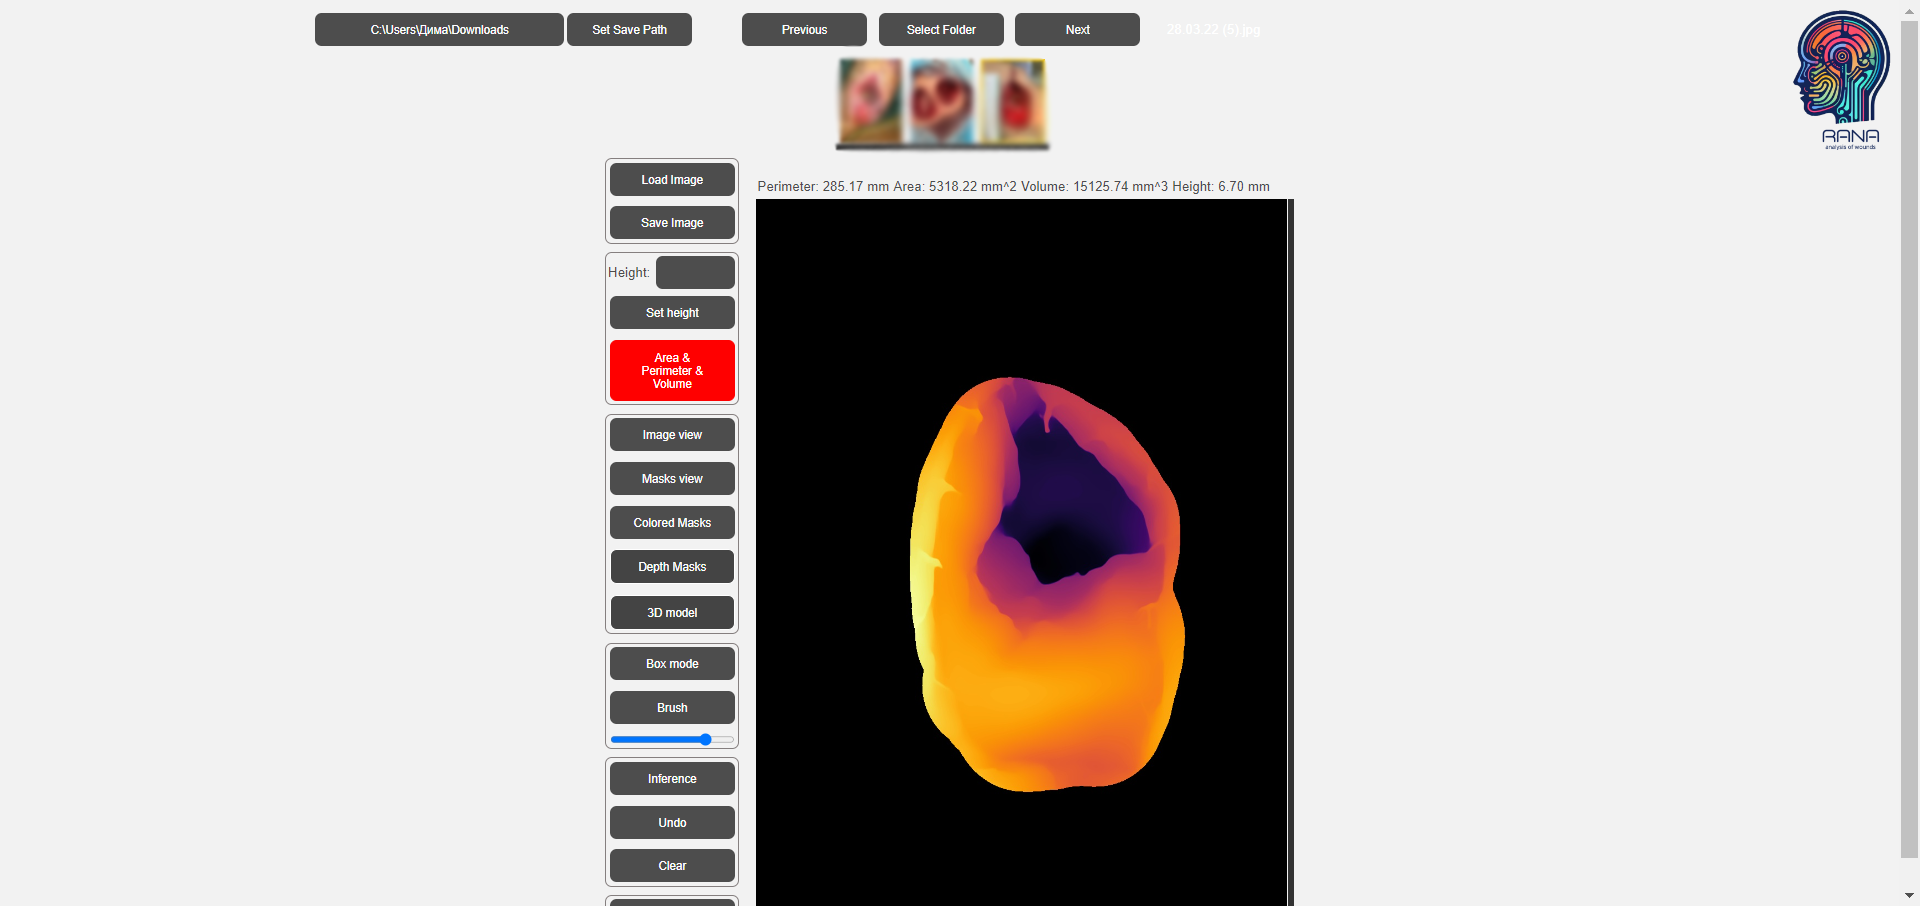 C:\Users\Дима\Downloads
Set Save Path
Previous
Select Folder
Next
28.03.22 (5).jpg
RANA
analysis of wounds
Load Image
Save Image
Perimeter: 285.17 mm Area: 5318.22 mm^2 Volume: 15125.74 mm^3 Height: 6.70 mm
Height:
Set height
Area &
Perimeter &
Volume
Image view
Masks view
Colored Masks
Depth Masks
3D model
Box mode
Brush
Inference
Undo
Clear